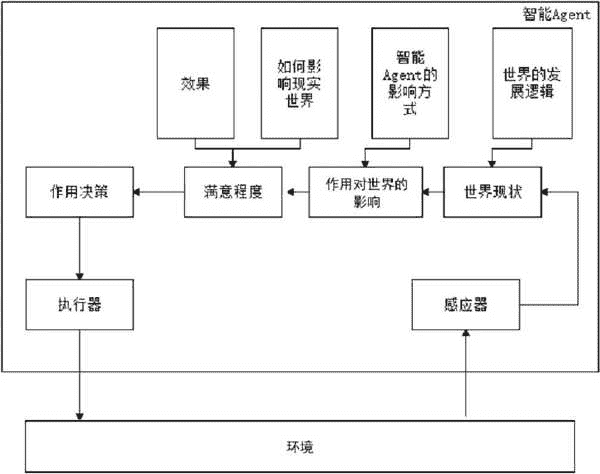 智能Agent
效果
如何影
响现实
世界
智能
Agent的
影响方
式
世界的发
展逻辑
作用决策
满意程度
作用对世界的
影响
世界现状
执行器
感应器
环境